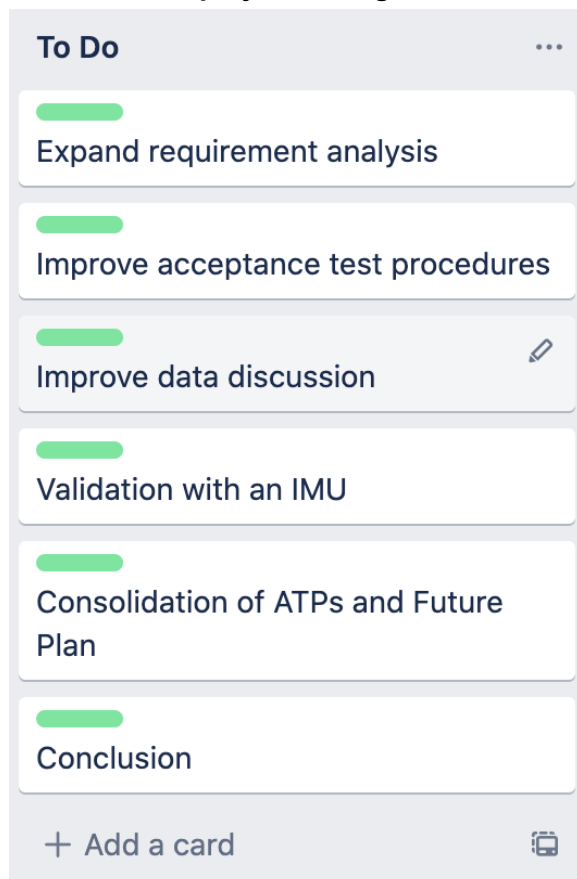 To Do
Expand requirement analysis
Improve acceptance test procedures
Improve data discussion
Validation with an IMU
Consolidation of ATPs and Future
Plan
Conclusion
+ Add a card